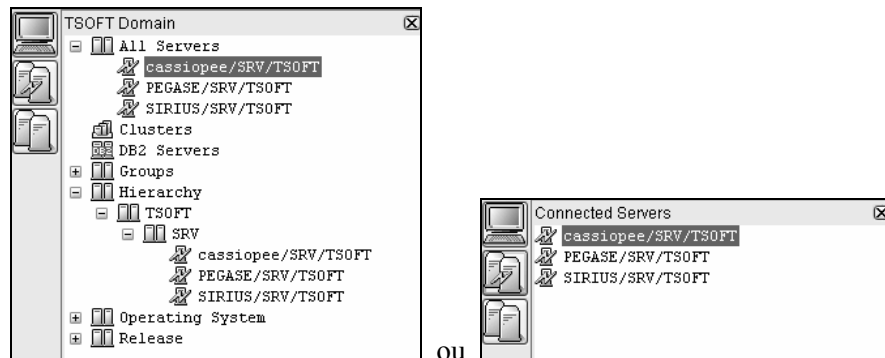 TSOFT Domain
All Servers
cassiopee/SRV/TSOFT
PEGASE/SRV/TSOFT
SIRIUS/SRV/TSOFT
Clusters
DB2 Servers
Groups
Hierarchy
TSOFT
SRV
cassiopee/SRV/TSOFT
PEGASE/SRV/TSOFT
SIRIUS/SRV/TSOFT
Operating System
Release
ou
Connected Servers
cassiopee/SRV/TSOFT
PEGASE/SRV/TSOFT
SIRIUS/SRV/TSOFT